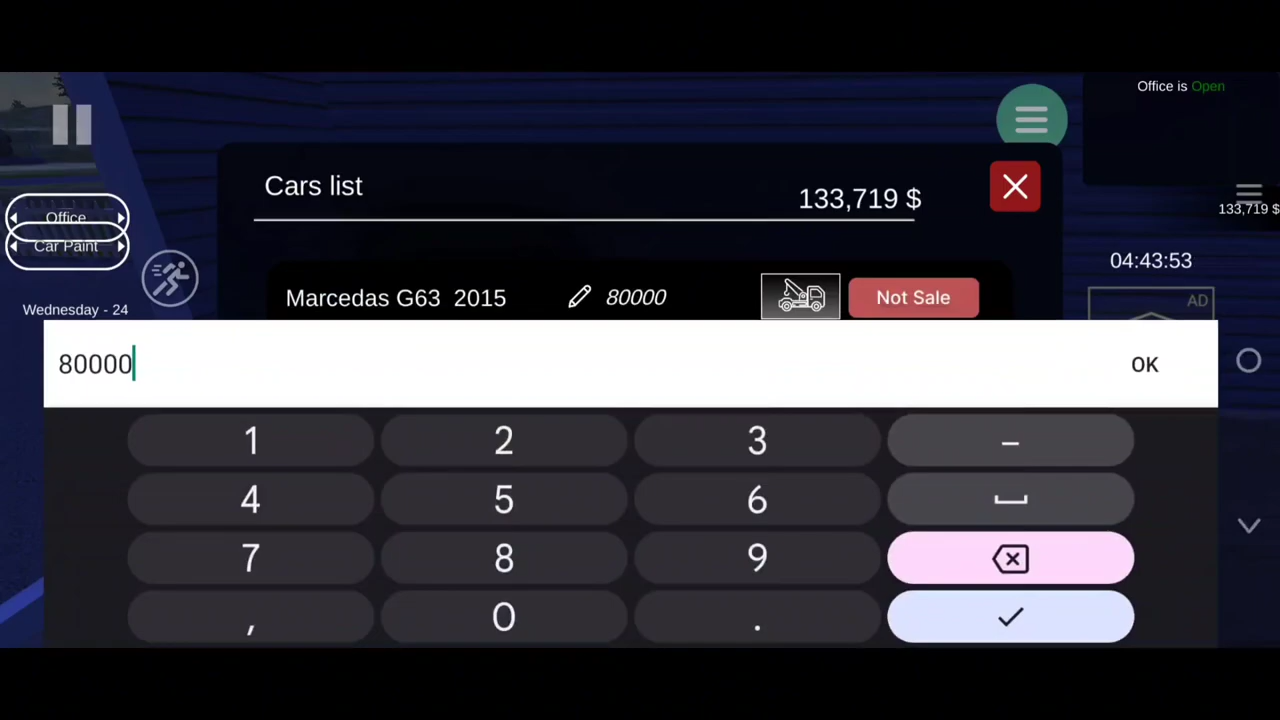 Office is Open
Cars list
133,719 $
Office
133,719 $
Car Paint
04:43:53
Marcedas G63 2015
80000
Not Sale
AD
Wednesday - 24
80000
OK
1 2 3 –
4 5 6
7 8 9
, 0 .